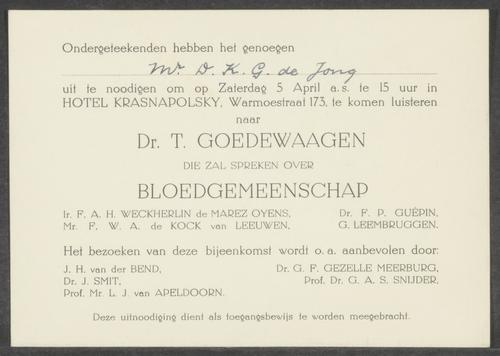 Ondergeteekenden hebben het genoegen
Mr. D. K. G. de Jong
uit te noodigen om op Zaterdag 5 April a.s. te 15 uur in
HOTEL KRASNAPOLSKY, Warmoestraat 173, te komen luisteren
naar
Dr. T. GOEDEWAAGEN
DIE ZAL SPREKEN OVER
BLOEDGEMEENSCHAP
Ir. F. A. H. WECKHERLIN de MAREZ OYENS, Dr. F. P. GUÉPIN,
Mr. F. W. A. de KOCK van LEEUWEN, G. LEEMBRUGGEN.
Het bezoeken van deze bijeenkomst wordt o. a. aanbevolen door:
J. H. van der BEND, Dr. G. F. GEZELLE MEERBURG,
Dr. J. SMIT, Prof. Dr. G. A. S. SNIJDER,
Prof. Mr. L. J. van APELDOORN.
Deze uitnoodiging dient als toegangsbewijs te worden meegebracht.